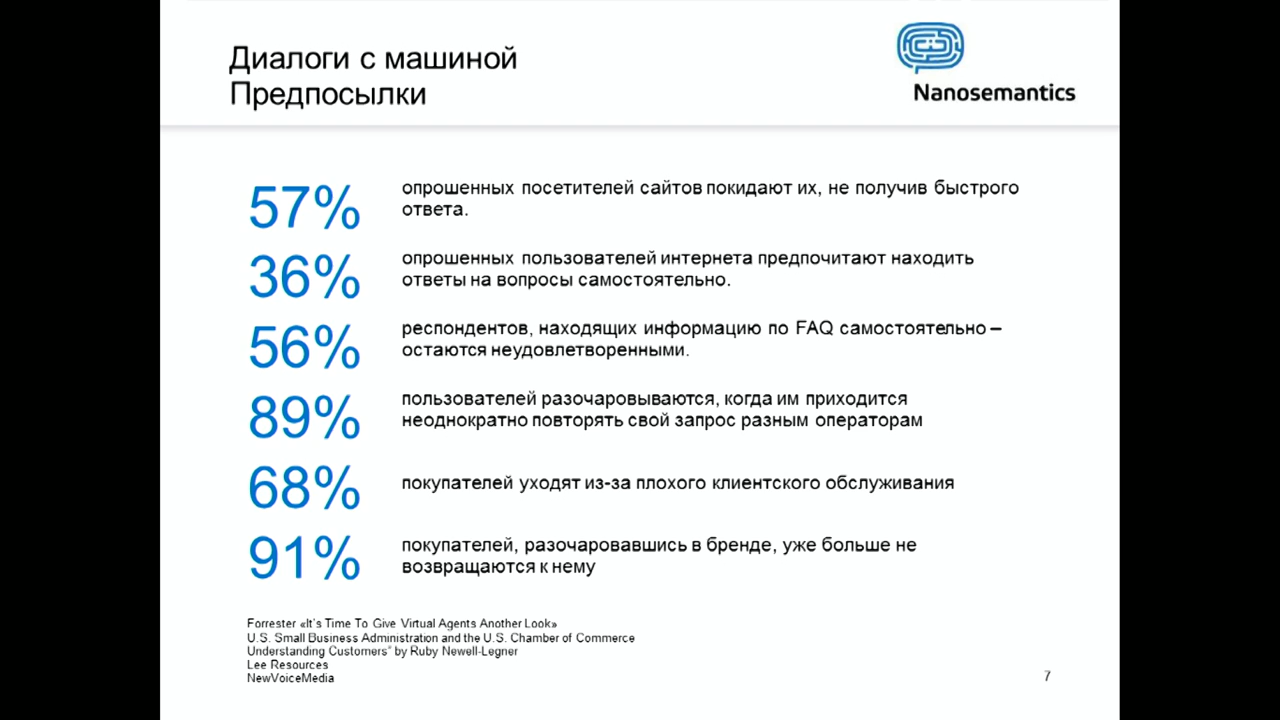 Диалоги с машиной
Предпосылки
Nanosemantics
57%
опрошенных посетителей сайтов покидают их, не получив быстрого
ответа.
36%
опрошенных пользователей интернета предпочитают находить
ответы на вопросы самостоятельно.
56%
респондентов, находящих информацию по FAQ самостоятельно –
остаются неудовлетворенными.
89%
пользователей разочаровываются, когда им приходится
неоднократно повторять свой запрос разным операторам
68%
покупателей уходят из-за плохого клиентского обслуживания
91%
покупателей, разочаровавшись в бренде, уже больше не
возвращаются к нему
Forrester «It's Time To Give Virtual Agents Another Look»
U.S. Small Business Administration and the U.S. Chamber of Commerce
Understanding Customers" by Ruby Newell-Legner
Lee Resources
NewVoiceMedia
7